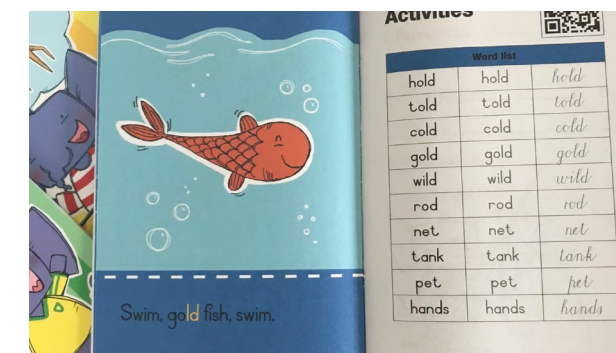 Swim, gold fish, swim.
Activities
Word list
hold hold hold
told told told
cold cold cold
gold gold gold
wild wild wild
rod rod rod
net net net
tank tank tank
pet pet pet
hands hands hands